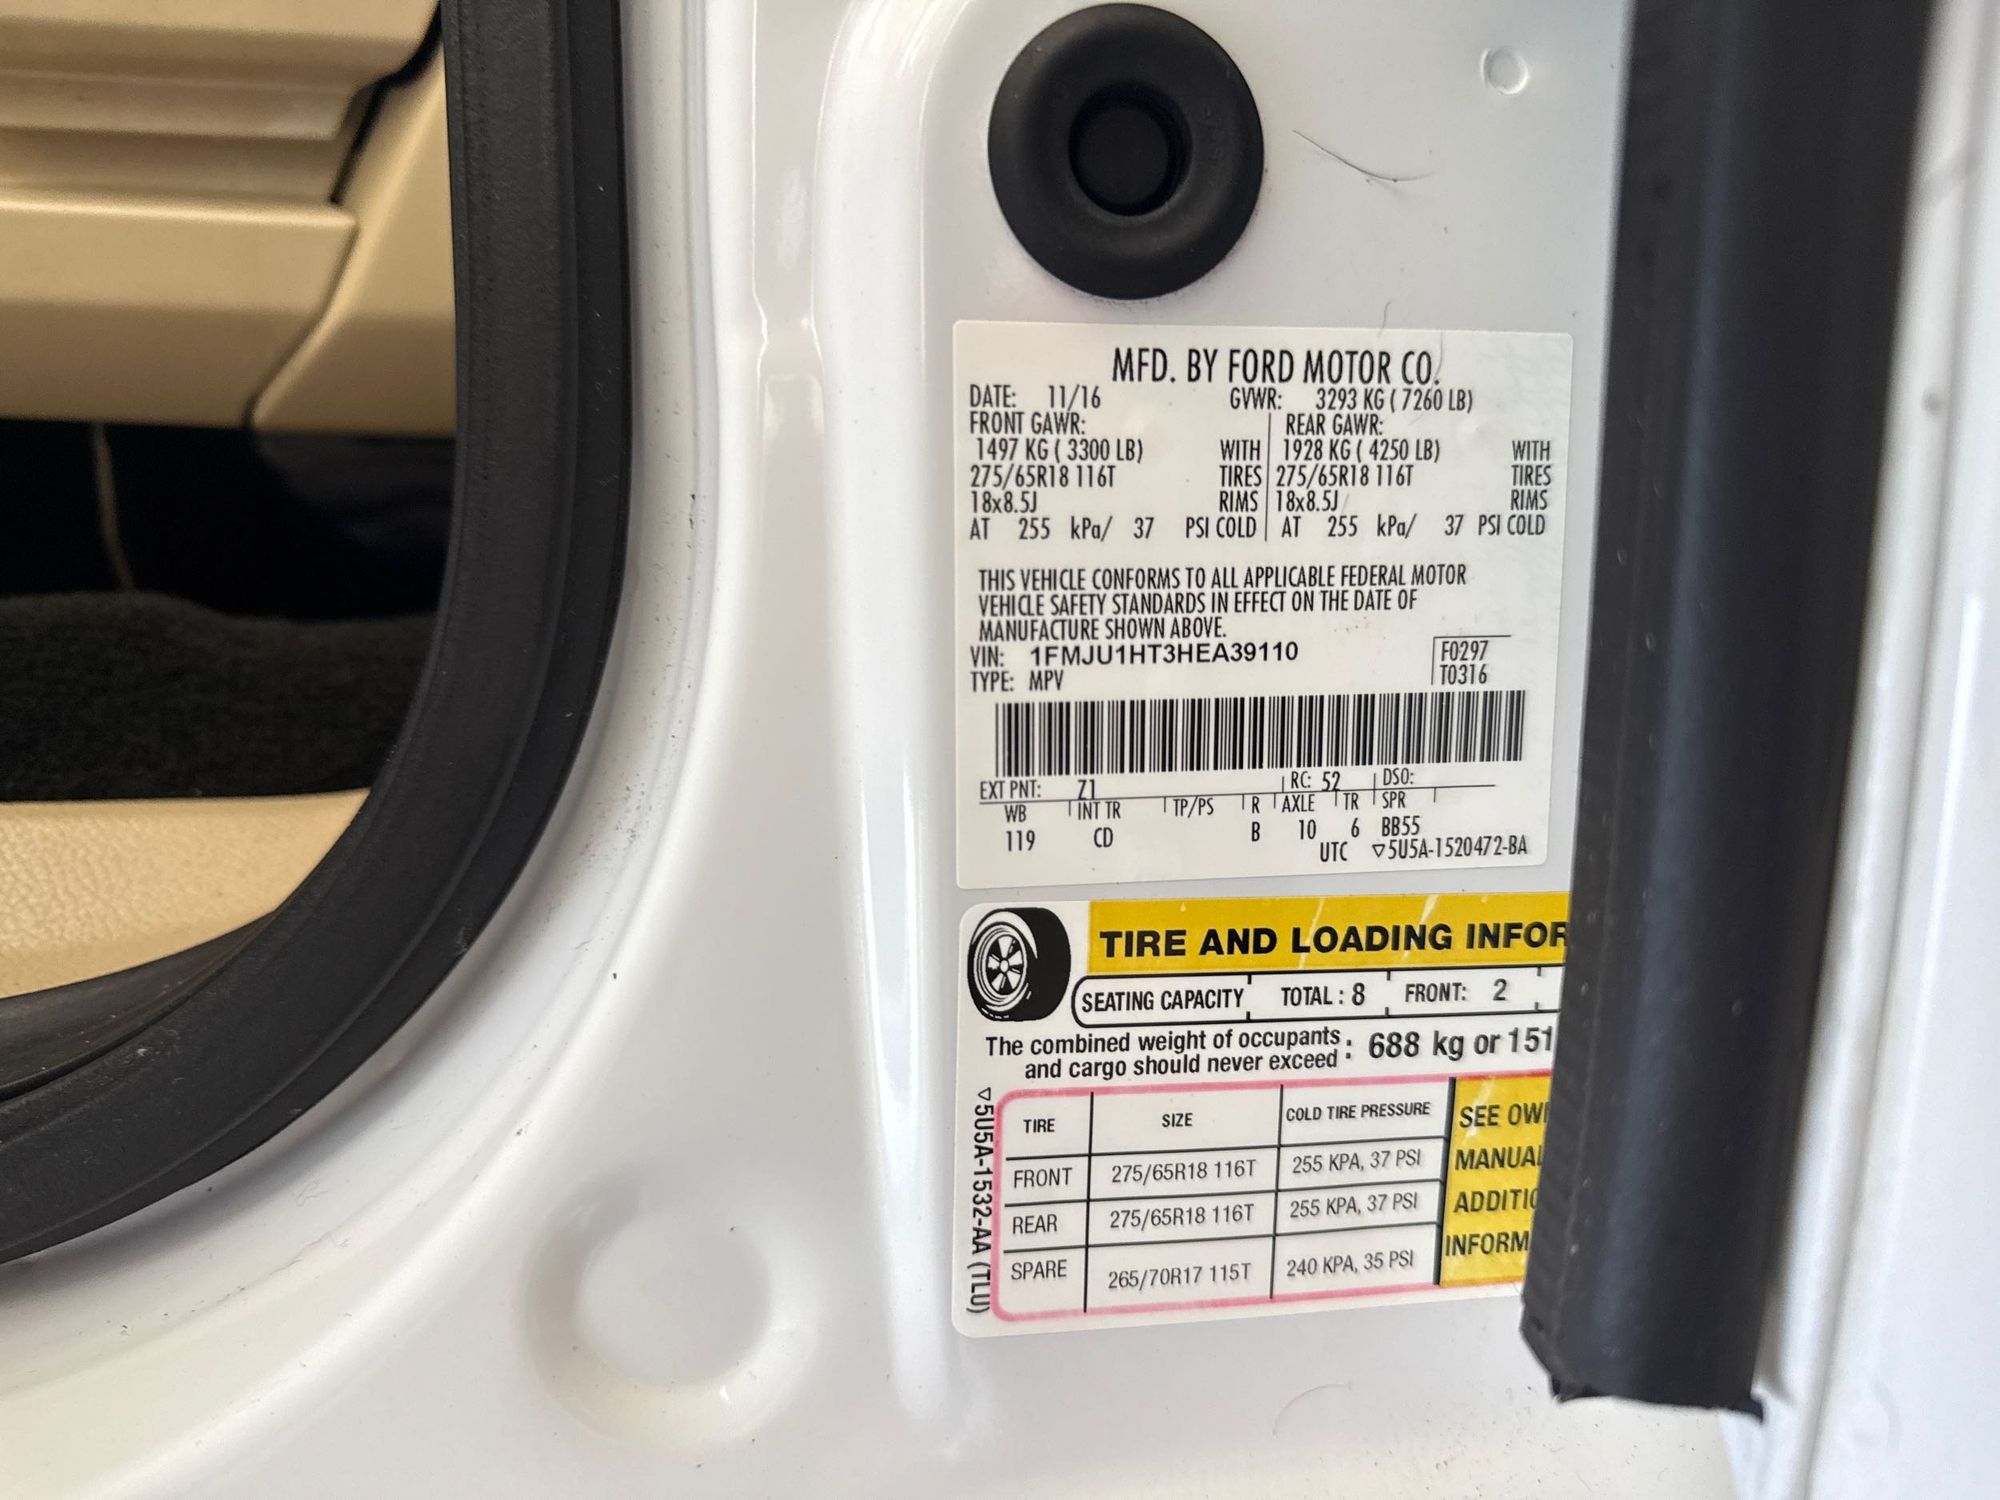 MFD. BY FORD MOTOR CO.
DATE: 11/16 GVWR: 3293 KG ( 7260 LB)
FRONT GAWR: REAR GAWR:
1497 KG ( 3300 LB) WITH 1928 KG ( 4250 LB) WITH
275/65R18 116T TIRES 275/65R18 116T TIRES
18x8.5J RIMS 18x8.5J RIMS
AT 255 kPa/ 37 PSI COLD AT 255 kPa/ 37 PSI COLD
THIS VEHICLE CONFORMS TO ALL APPLICABLE FEDERAL MOTOR
VEHICLE SAFETY STANDARDS IN EFFECT ON THE DATE OF
MANUFACTURE SHOWN ABOVE.
VIN: 1FMJU1HT3HEA39110 F0297
TYPE: MPV T0316
EXT PNT: Z1 RC: 52 DSO:
WB INT TR TP/PS R AXLE TR SPR
119 CD B 10 6 BB55
UTC ▽5U5A-1520472-BA
TIRE AND LOADING INFOR
SEATING CAPACITY TOTAL : 8 FRONT: 2
The combined weight of occupants
and cargo should never exceed : 688 kg or 151
▽5U5A-1532-AA (TLU)
TIRE SIZE COLD TIRE PRESSURE
FRONT 275/65R18 116T 255 KPA, 37 PSI
REAR 275/65R18 116T 255 KPA, 37 PSI
SPARE 265/70R17 115T 240 KPA, 35 PSI
SEE OW
MANUAL
ADDITIO
INFORM